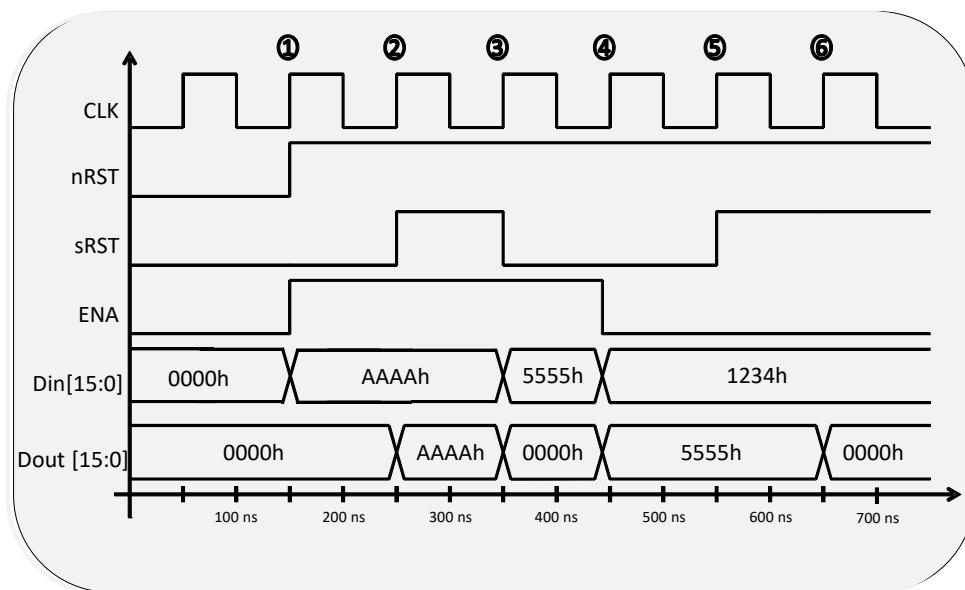 ① ② ③ ④ ⑤ ⑥
CLK
nRST
sRST
ENA
Din[15:0] 0000h AAAAh 5555h 1234h
Dout [15:0] 0000h AAAAh 0000h 5555h 0000h
100 ns 200 ns 300 ns 400 ns 500 ns 600 ns 700 ns